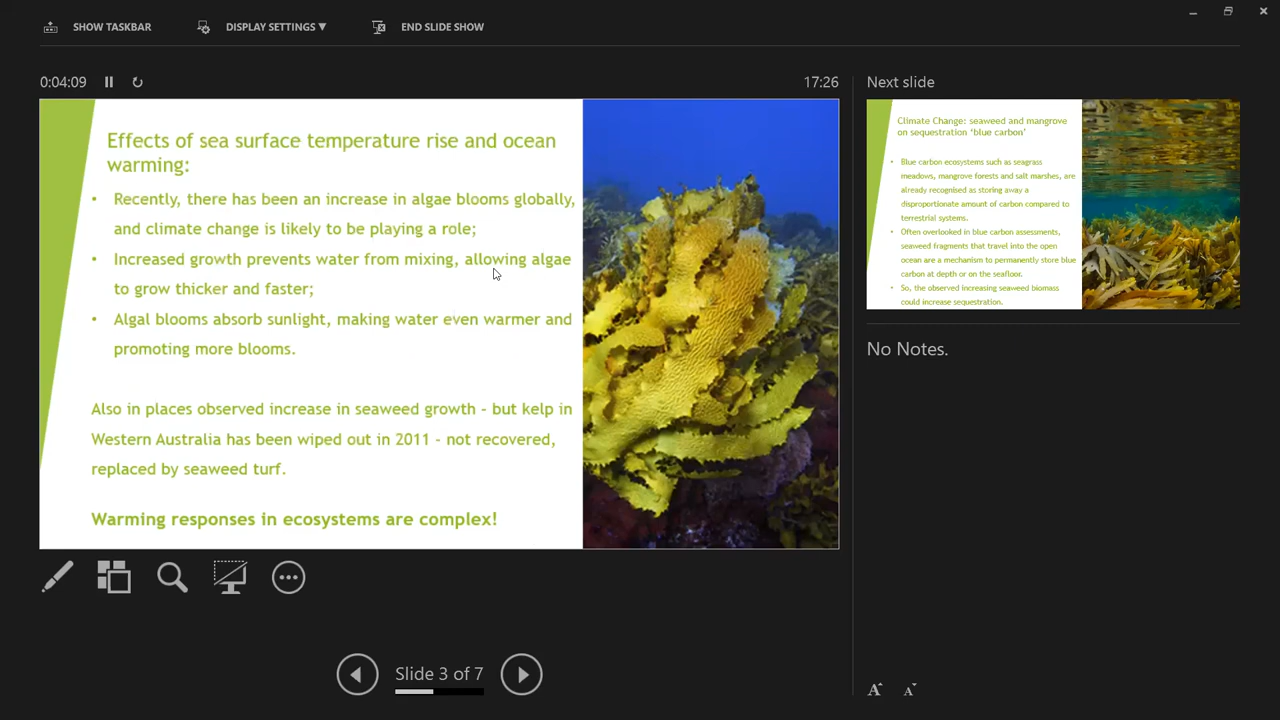 SHOW TASKBAR
DISPLAY SETTINGS ▼
END SLIDE SHOW
0:04:09
17:26
Effects of sea surface temperature rise and ocean
warming:
• Recently, there has been an increase in algae blooms globally,
and climate change is likely to be playing a role;
• Increased growth prevents water from mixing, allowing algae
to grow thicker and faster;
• Algal blooms absorb sunlight, making water even warmer and
promoting more blooms.
Also in places observed increase in seaweed growth - but kelp in
Western Australia has been wiped out in 2011 - not recovered,
replaced by seaweed turf.
Warming responses in ecosystems are complex!
Slide 3 of 7
Next slide
Climate Change: seaweed and mangrove
on sequestration 'blue carbon'
• Blue carbon ecosystems such as seagrass
meadows, mangrove forests and salt marshes, are
already recognised as storing away a
disproportionate amount of carbon compared to
terrestrial systems.
• Often overlooked in blue carbon assessments,
seaweed fragments that travel into the open
ocean are a mechanism to permanently store blue
carbon at depth or on the seafloor.
• So, the observed increasing seaweed biomass
could increase sequestration.
No Notes.
A A